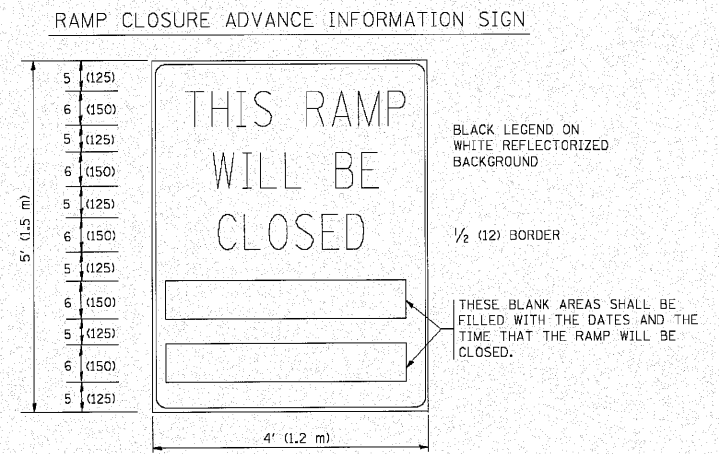 RAMP CLOSURE ADVANCE INFORMATION SIGN
5 (125)
6 (150)
5 (125)
6 (150)
5 (125)
6 (150)
5 (125)
6 (150)
5 (125)
6 (150)
5 (125)
5' (1.5 m)
THIS RAMP
WILL BE
CLOSED
4' (1.2 m)
BLACK LEGEND ON
WHITE REFLECTORIZED
BACKGROUND
1/2 (12) BORDER
THESE BLANK AREAS SHALL BE
FILLED WITH THE DATES AND THE
TIME THAT THE RAMP WILL BE
CLOSED.